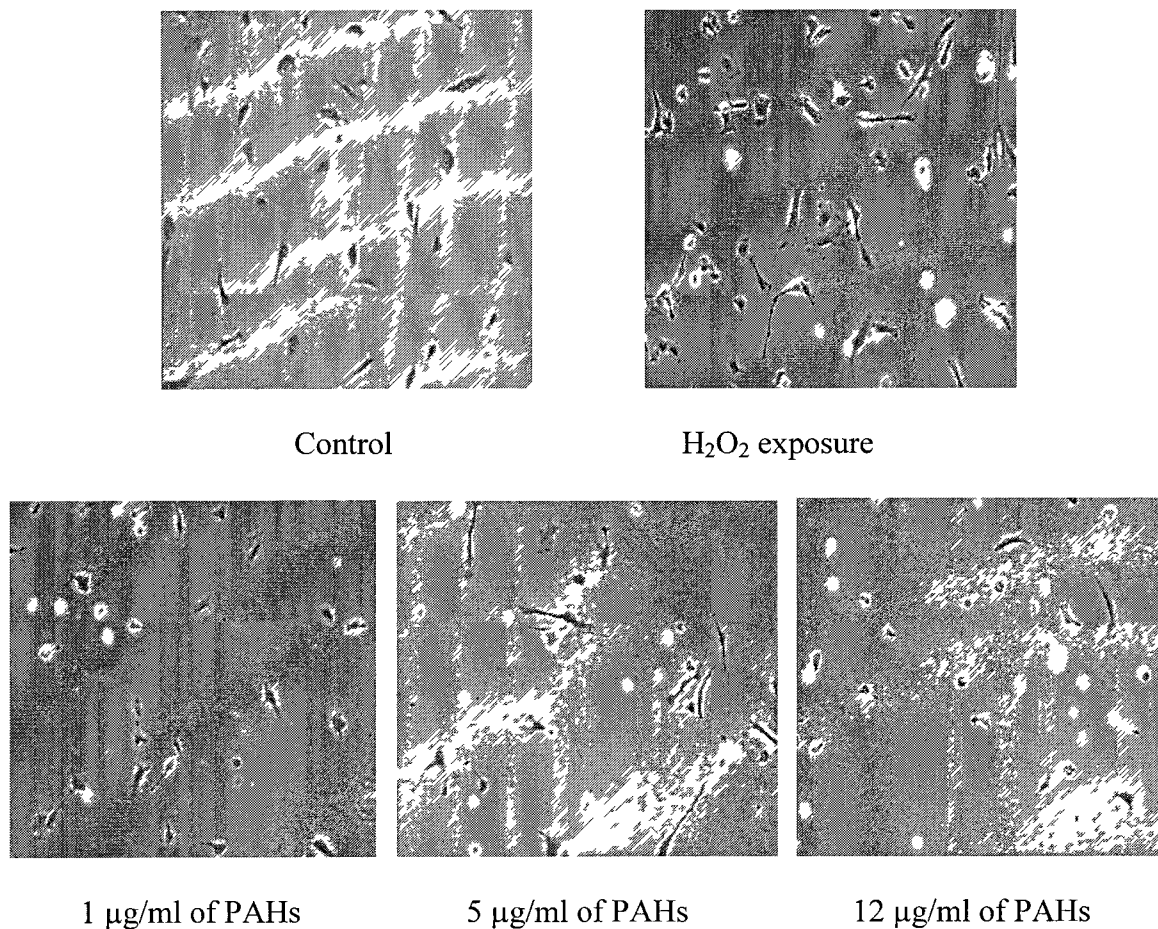 Control
H₂O₂ exposure
1 µg/ml of PAHs
5 µg/ml of PAHs
12 µg/ml of PAHs